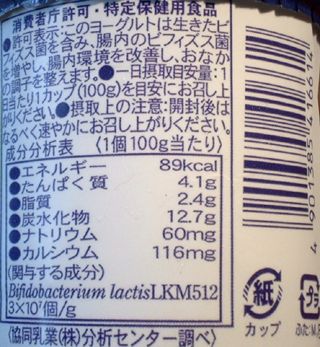 消費者庁許可・特定保健用食品
●許可表示:このヨーグルトは生きたビ
フィズス菌を含み、腸内のビフィズス菌
を増やし、腸内環境を改善し、おなか
の調子を整えます。●一日摂取目安量:1
日当たり1カップ(100g)を目安にお召し上
がりください。●摂取上の注意:開封後は
なるべく速やかにお召し上がりください。
成分分析表 〈1個100g当たり〉
●エネルギー 89kcal
●たんぱく質 4.1g
●脂質 2.4g
●炭水化物 12.7g
●ナトリウム 60mg
●カルシウム 116mg
(関与する成分)
Bifidobacterium lactisLKM512
3×10⁷個/g
〈協同乳業(株)分析センター調べ〉
紙
カップ
プラ
ふた:M.F